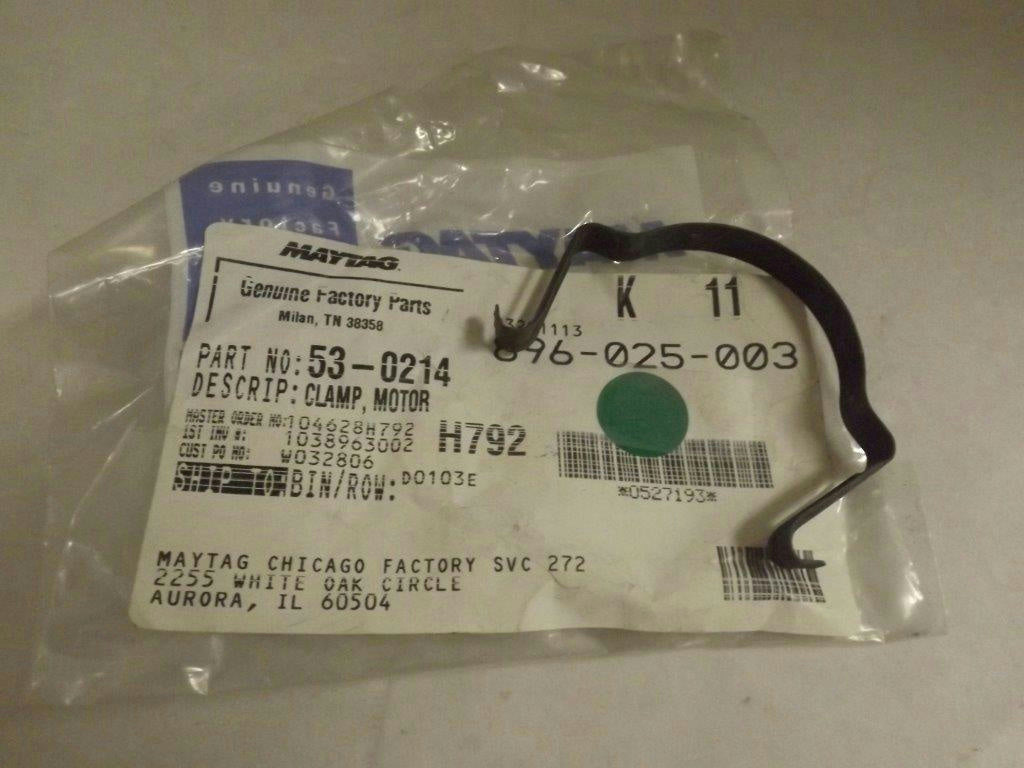 Genuine
Factory
MAYTAG
MAYTAG
Genuine Factory Parts
Milan, TN 38358
K 11
896-025-003
PART NO: 53-0214
DESCRIP: CLAMP, MOTOR
MASTER ORDER NO: 104628H792
1ST INV #: 1038963002
H792
CUST PO NO: W032806
SHIP TO: BIN/ROW: D0103E
*0527193*
MAYTAG CHICAGO FACTORY SVC 272
2255 WHITE OAK CIRCLE
AURORA, IL 60504